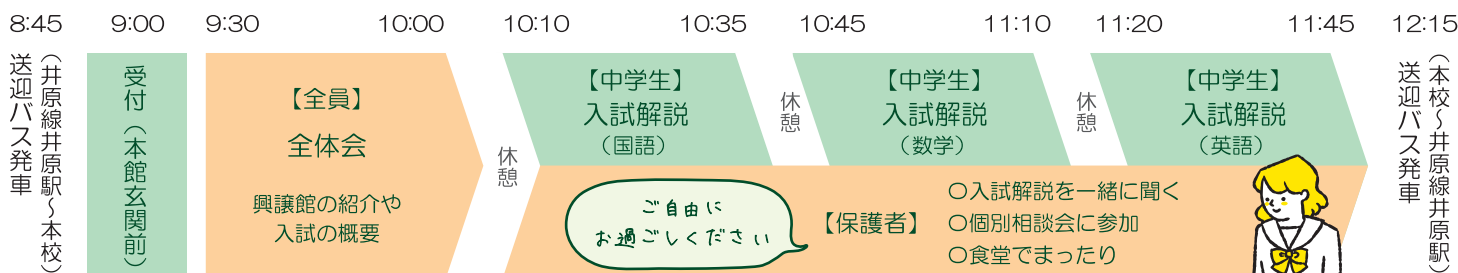 8:45
9:00
9:30
10:00
10:10
10:35
10:45
11:10
11:20
11:45
12:15
送迎バス発車
（井原線井原駅～本校）
受付（本館玄関前）
【全員】
全体会
興譲館の紹介や
入試の概要
休憩
【中学生】
入試解説
（国語）
休憩
【中学生】
入試解説
（数学）
休憩
【中学生】
入試解説
（英語）
ご自由に
お過ごしください
【保護者】
○入試解説を一緒に聞く
○個別相談会に参加
○食堂でまったり
送迎バス発車
（本校～井原線井原駅）